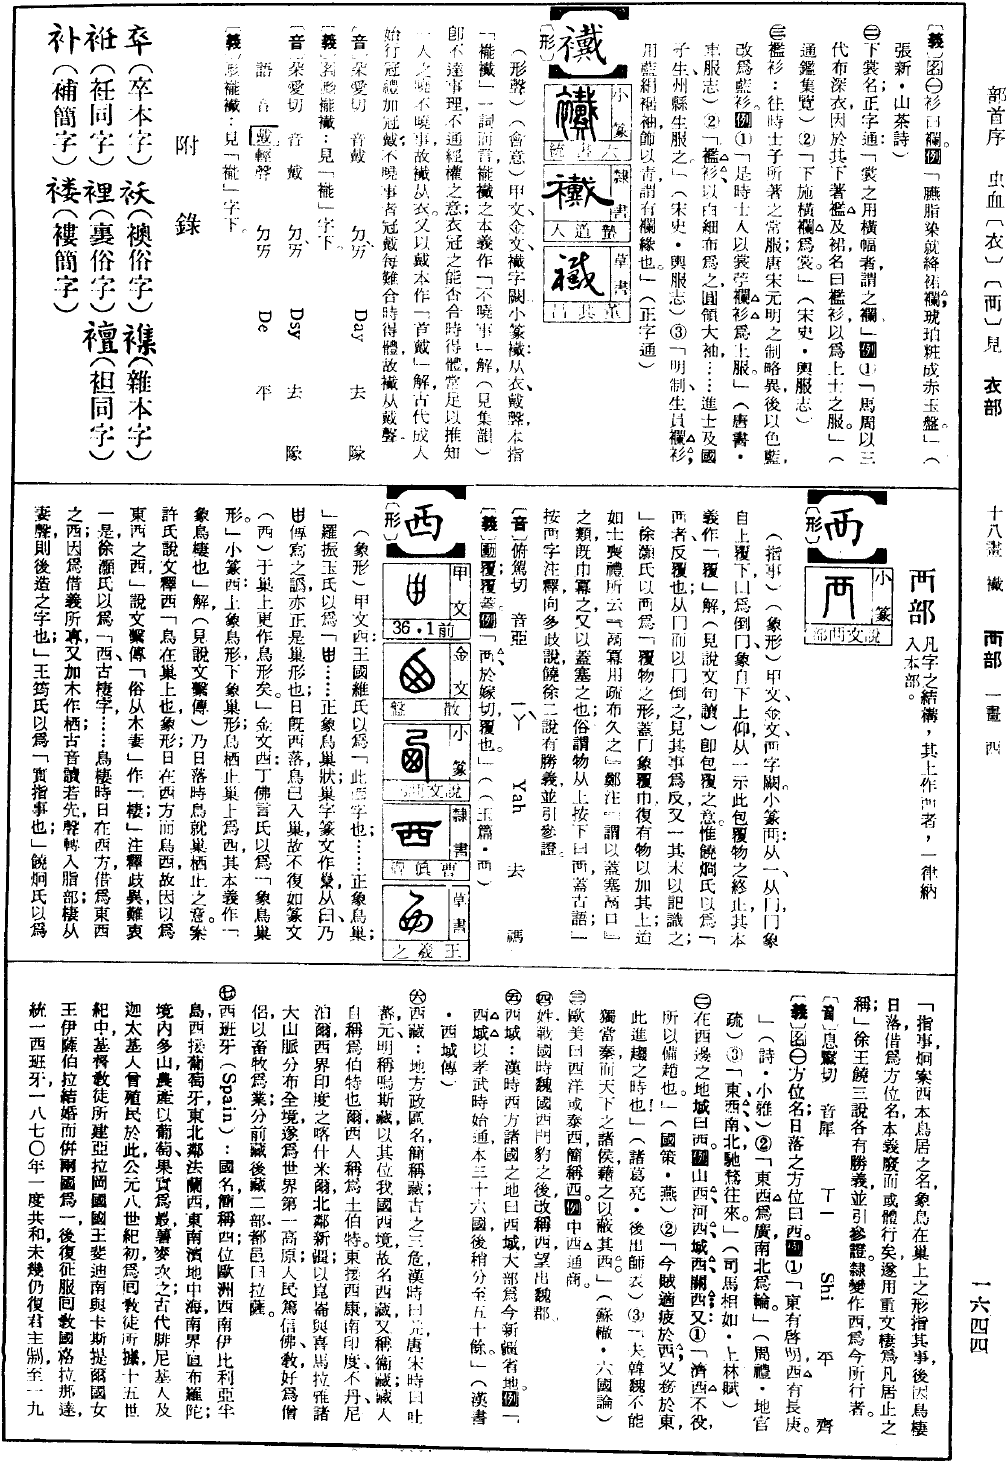 部首序　虫血〔衣〕〔襾〕見　衣部　十八畫　襶　襾部　一畫　西　一六四四
〔義〕㊀衫曰襴。例「臙脂染就絳裙襴，琥珀粧成赤玉盤。」（
張新・山茶詩）
㊁下裳名；正字通「裳之用橫幅者謂之襴」例①「馬周以三
代布深衣，因於其下著襴及裙，名曰襴衫，以爲上士之服。」（
通鑑集覽）②「下施橫襴爲裳。」（宋史・輿服志）
㊂襤衫：往時士子所著之常服，唐宋元明之制略異，後以色藍，
改爲藍衫。例①「是時士人以裳苧襴衫爲上服。」（唐書・
車服志）②「襴衫以白細布爲之，圓領大袖……進士及國
子生、州縣生服之。」（宋史・輿服志）③「明制生員襴衫，
用藍絹裾袖緣以青，謂有襴緣也。」（正字通）
襶
小篆
隸書
草書
〔形〕
（形聲）（會意）甲文、金文襶字闕。小篆襶：从衣，戴聲，本指
「襶襶」一詞而言，襶襶之本義作「不曉事」解（見集韻）
卽不達事理，不通經權之意；衣冠之能否合時得體，常足以推知
一人之曉不曉事，故襶从衣。又以戴本作「首戴」解，古代成人
始行冠禮加冠戴，不曉事者冠戴每難合時得體，故襶从戴聲。
〔音〕柰愛切　音戴　ㄉㄞˋ　Day　去　隊
〔義〕名形襶襶：見「襶」字下。
〔音〕柰愛切　音戴　ㄉㄞˋ　Dsy　去　隊
語音　戴輕聲　ㄉㄞ　De　平
〔義〕形襶襶：見「襶」字下。
附　錄
卒（卒本字）祅（襖俗字）襍（雜本字）
袵（衽同字）裡（裏俗字）襢（袒同字）
补（補簡字）褛（褸簡字）
襾部　凡字之結構，其上作襾者，一律納
入本部。
襾
小篆
說文襾部
〔形〕
（指事）（象形）甲文、金文襾字闕。小篆襾：从一从冂，冂象
自上覆下，凵爲倒冂，象自下上仰，从一示此包覆物之終止，其本
義作「覆」解（見說文句讀）卽包覆之意。惟饒炯氏以爲「
襾者，反覆也；从冂而以冂倒之，見其事爲反，又一其末以記識之；
」徐灝氏以襾爲「覆物之形，蓋冂象覆巾，復有物以加其上；
如士喪禮所云『冪用疏布久之』鄭注『謂以蓋塞鬲口』
之類，旣巾冪之，又以蓋塞之也；俗謂物从上按下曰襾，蓋古語」
按襾字注釋向多歧說，饒徐二說有勝義，並引參證。
〔音〕俯駕切　音亞　ㄧㄚˋ　Yah　去　禡
〔義〕動覆；覆蓋。例「襾於嫁切，覆也。」（玉篇・襾）
西
甲文　前1・36
金文　散盤
小篆　說文西部
隸書　曹眞碑
草書　王羲之
〔形〕
（象形）甲文西：王國維氏以爲「此西字也……正象鳥巢；
」羅振玉氏以爲「……正象鳥巢狀，巢字篆文作巢，从臼，乃
傳寫之譌，亦正是巢形也，日旣西落，鳥已入巢，故不復如篆文
（西）于巢上更作鳥形矣。」金文西：丁佛言氏以爲「象鳥巢
形。」小篆西：上象鳥形，下象巢形，鳥棲止巢上爲西，其本義作「
象鳥棲也」解（見說文繫傳）乃日落時鳥就巢栖止之意。案
許氏說文釋西「鳥在巢上也，象形，日在西方而鳥西，故因以爲
東西之西。」說文繫傳「俗从木妻」作「棲」，注釋歧異難衷
一是，徐灝氏以爲「西古棲字……鳥棲時日在西方，借爲東西
之西；因爲借義所專，又加木作栖；古音讀若先，聲轉入脂部，棲从
妻聲，則後造之字也；」王筠氏以爲「實指事也；」饒炯氏以爲
「指事。炯案：西本鳥居之名，象鳥在巢上之形，指其事，後因鳥棲
日落，借爲方位名，本義廢而或體行矣，遂用重文棲爲凡居止之
稱；」徐王饒三說各有勝義，並引參證。隸變作西，爲今所行者。
〔音〕息鷖切　音犀　ㄒㄧ　Shi　平　齊
〔義〕名㊀方位名；日落之方位曰西。例①「東有啓明，西有長庚。
」（詩・小雅）②「東西爲廣，南北爲輪。」（周禮・地官
疏）③「東西南北，馳騖往來。」（司馬相如・上林賦）
㊁在西邊之地域曰西。例山西、河西、西域、西關、西又①「濟西不役，
所以備趙也。」（國策・燕）②「今賊適疲於西，又務於東，
此進趨之時也！」（諸葛亮・後出師表）③「夫韓魏不能
獨當秦，而天下之諸侯，藉之以蔽其西。」（蘇轍・六國論）
㊂歐美曰西洋或泰西，簡稱西。例中西通商。
㊃姓，戰國時魏國西門豹之後改稱西，望出魏郡。
㊄西域：漢時西方諸國之地曰西域，大部爲今新疆省地。例「
西域以孝武時始通，本三十六國，後稍分至五十餘。」（漢書
・西域傳）
㊅西藏：地方政區名，簡稱藏，古之三危，漢時曰羌，唐宋時曰吐
蕃，元、明稱烏斯藏，以其位我國西境，故名西藏，又稱衞藏，藏人
自稱爲伯特，也爾西人稱爲土伯特。東接西康，南印度、不丹、尼
泊爾，西界印度之喀什米爾，北鄰新疆，以崑崙與喜馬拉雅諸
大山脈分布全境，遂爲世界第一高原，人民篤信佛教，好爲僧
侶，以畜牧爲業，分前藏後藏二部，都邑曰拉薩。
㊆西班牙（Spain）：國名，簡稱西，位歐洲西南伊比利亞半
島，西接葡萄牙，東北鄰法蘭西，東南濱地中海，南界直布羅陀；
境內多山，農產以葡萄果實爲最，薯麥次之；古代腓尼基人及
迦太基人曾殖民於此，公元八世紀初，爲回教徒所據，十五世
紀中，基督教徒所建亞拉岡國國王斐迪南與卡斯提爾國女
王伊薩伯拉結婚，而併兩國爲一，後復征服回教國格拉那達，
統一西班牙，一八七〇年一度共和，未幾仍復君主制，至一九